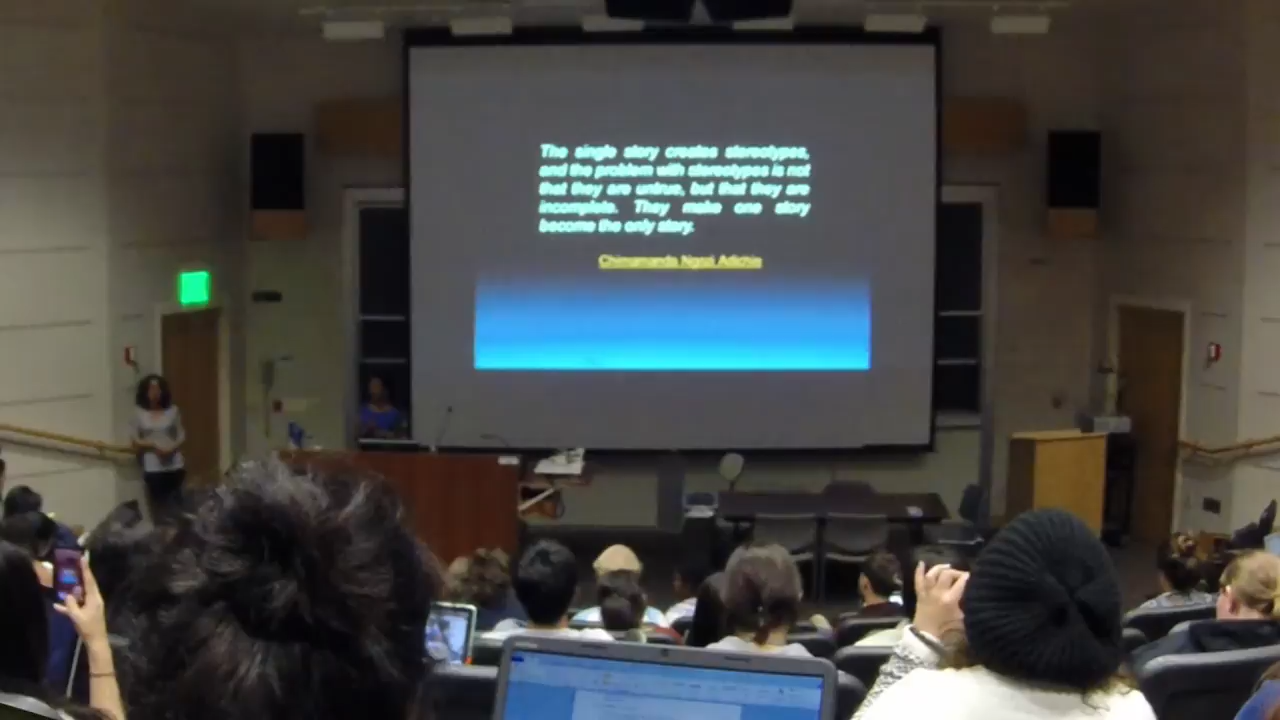 The single story creates stereotypes,
and the problem with stereotypes is not
that they are untrue, but that they are
incomplete. They make one story
become the only story.
Chimamanda Ngozi Adichie